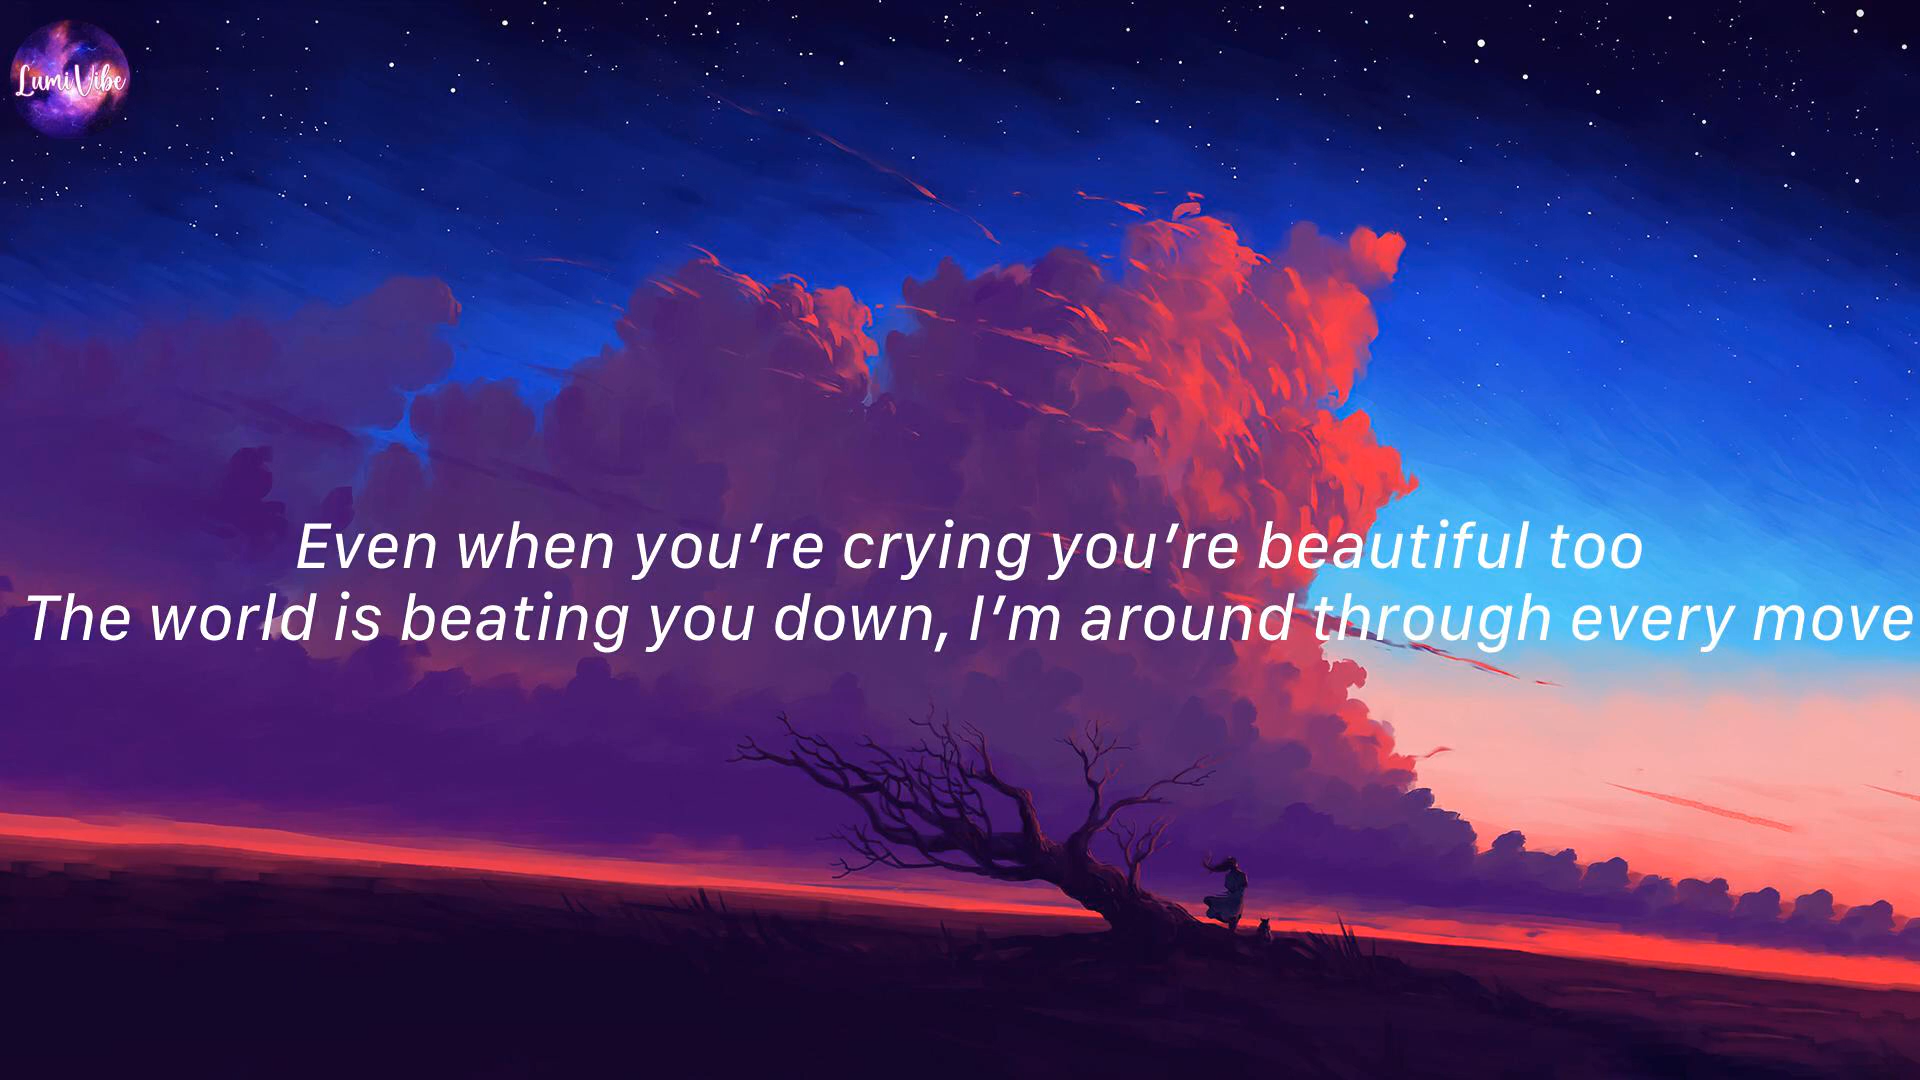 LumiVibe
Even when you’re crying you’re beautiful too
The world is beating you down, I’m around through every move